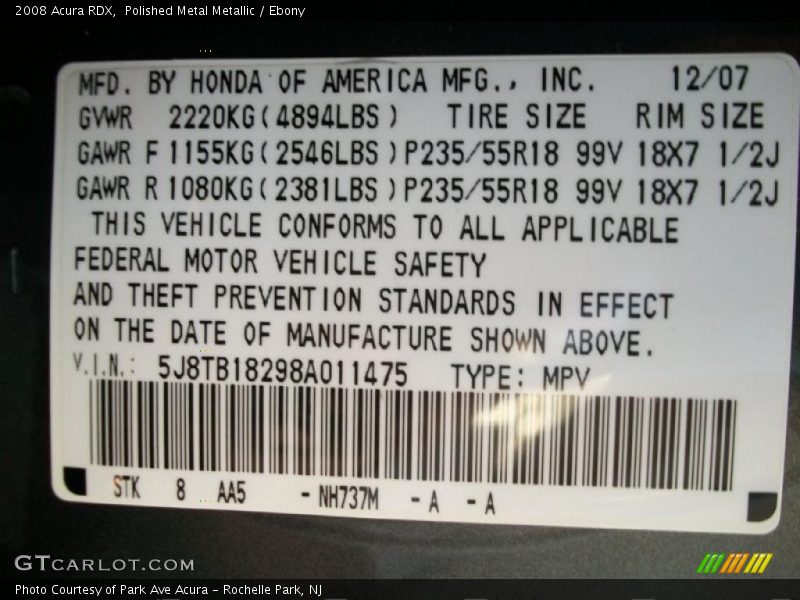 2008 Acura RDX,  Polished Metal Metallic / Ebony
MFD. BY HONDA OF AMERICA MFG., INC. 12/07
GVWR 2220KG(4894LBS) TIRE SIZE RIM SIZE
GAWR F 1155KG(2546LBS) P235/55R18 99V 18X7 1/2J
GAWR R 1080KG(2381LBS) P235/55R18 99V 18X7 1/2J
THIS VEHICLE CONFORMS TO ALL APPLICABLE
FEDERAL MOTOR VEHICLE SAFETY
AND THEFT PREVENTION STANDARDS IN EFFECT
ON THE DATE OF MANUFACTURE SHOWN ABOVE.
V.I.N.: 5J8TB18298A011475 TYPE: MPV
STK 8 AA5 -NH737M -A -A
GTCARLOT.COM
Photo Courtesy of Park Ave Acura - Rochelle Park, NJ